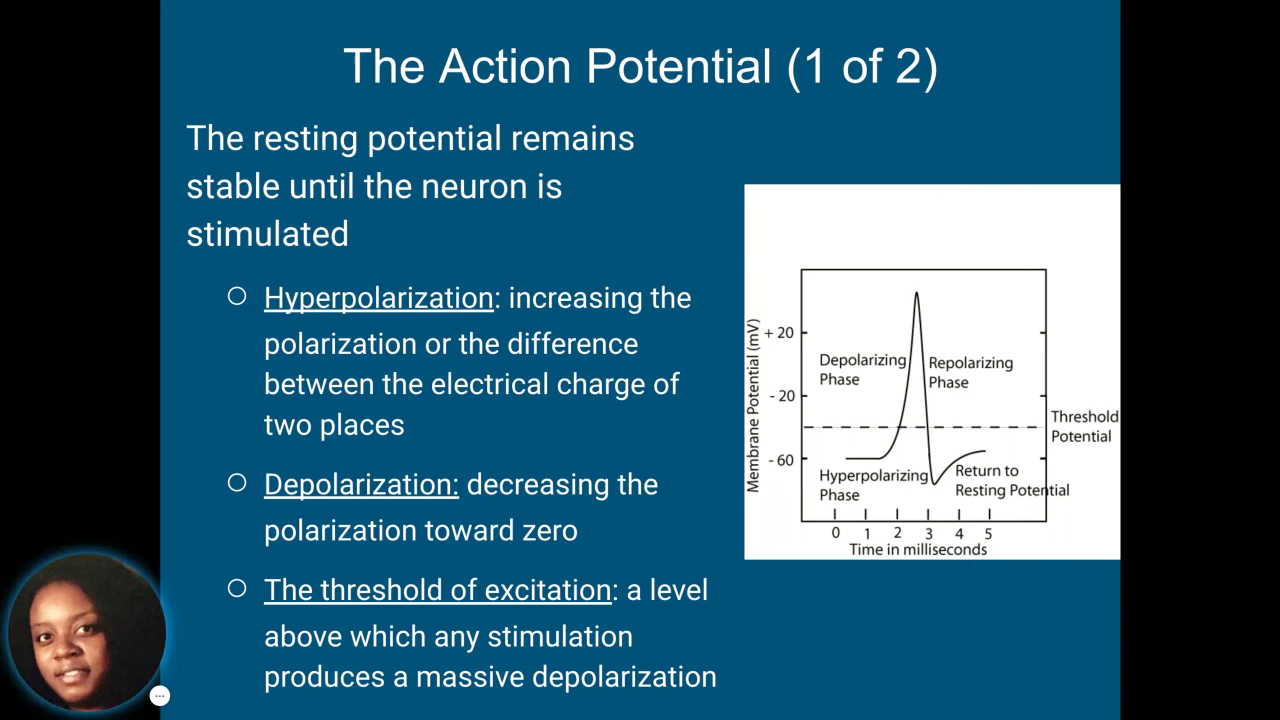 The Action Potential (1 of 2)
The resting potential remains
stable until the neuron is
stimulated
Hyperpolarization: increasing the
polarization or the difference
between the electrical charge of
two places
Depolarization: decreasing the
polarization toward zero
The threshold of excitation: a level
above which any stimulation
produces a massive depolarization
Membrane Potential (mV)
+ 20
- 20
- 60
Depolarizing
Phase
Repolarizing
Phase
Threshold
Potential
Hyperpolarizing
Phase
Return to
Resting Potential
0 1 2 3 4 5
Time in milliseconds